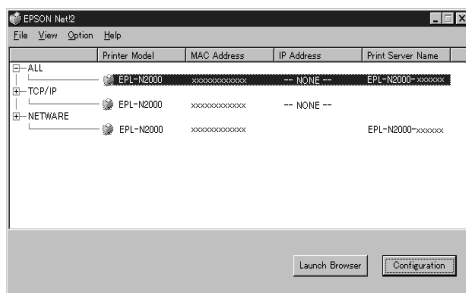 EPSON Net!2
File View Option Help
Printer Model MAC Address IP Address Print Server Name
ALL
EPL-N2000 xxxxxxxxxxxx -- NONE -- EPL-N2000-xxxxxx
TCP/IP
EPL-N2000 xxxxxxxxxxxx -- NONE --
NETWARE
EPL-N2000 xxxxxxxxxxxx EPL-N2000-xxxxxx
Launch Browser Configuration